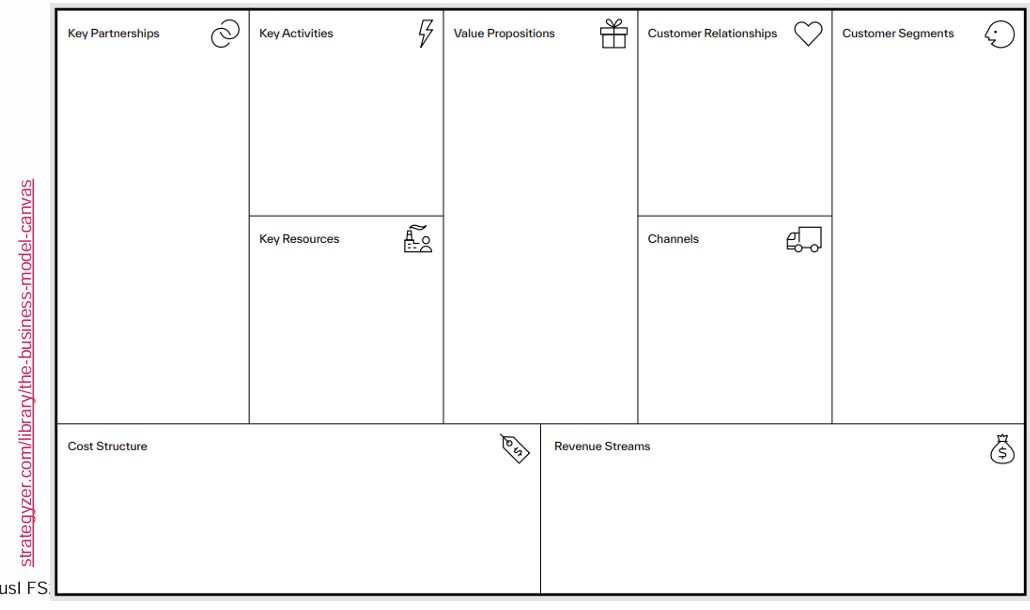 Key Partnerships
Key Activities
Value Propositions
Customer Relationships
Customer Segments
Key Resources
Channels
Cost Structure
$
Revenue Streams
$
strategyzer.com/library/the-business-model-canvas
usI FS